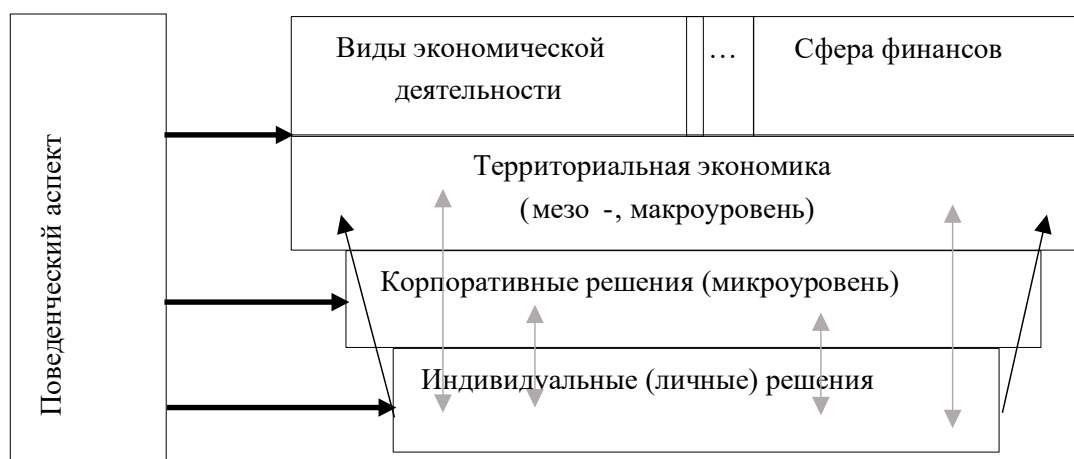 Поведенческий аспект
Виды экономической
деятельности
…
Сфера финансов
Территориальная экономика
(мезо -, макроуровень)
Корпоративные решения (микроуровень)
Индивидуальные (личные) решения